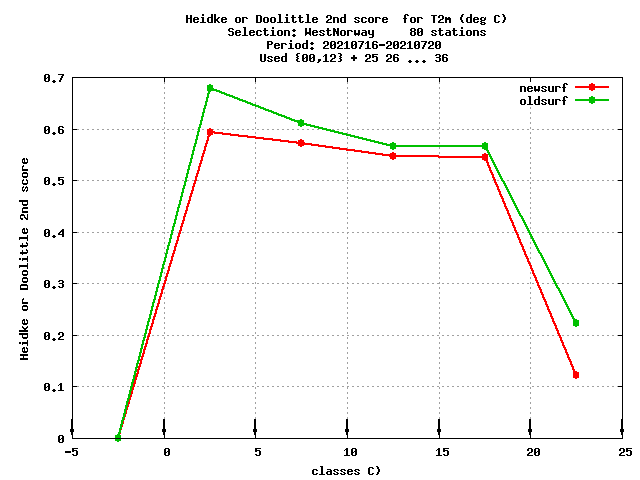 Heidke or Doolittle 2nd score  for T2m (deg C)
Selection: WestNorway     80 stations
Period: 20210716-20210720
Used {00,12} + 25 26 ... 36
newsurf
oldsurf
Heidke or Doolittle 2nd score
0.7
0.6
0.5
0.4
0.3
0.2
0.1
0
-5 0 5 10 15 20 25
classes C)